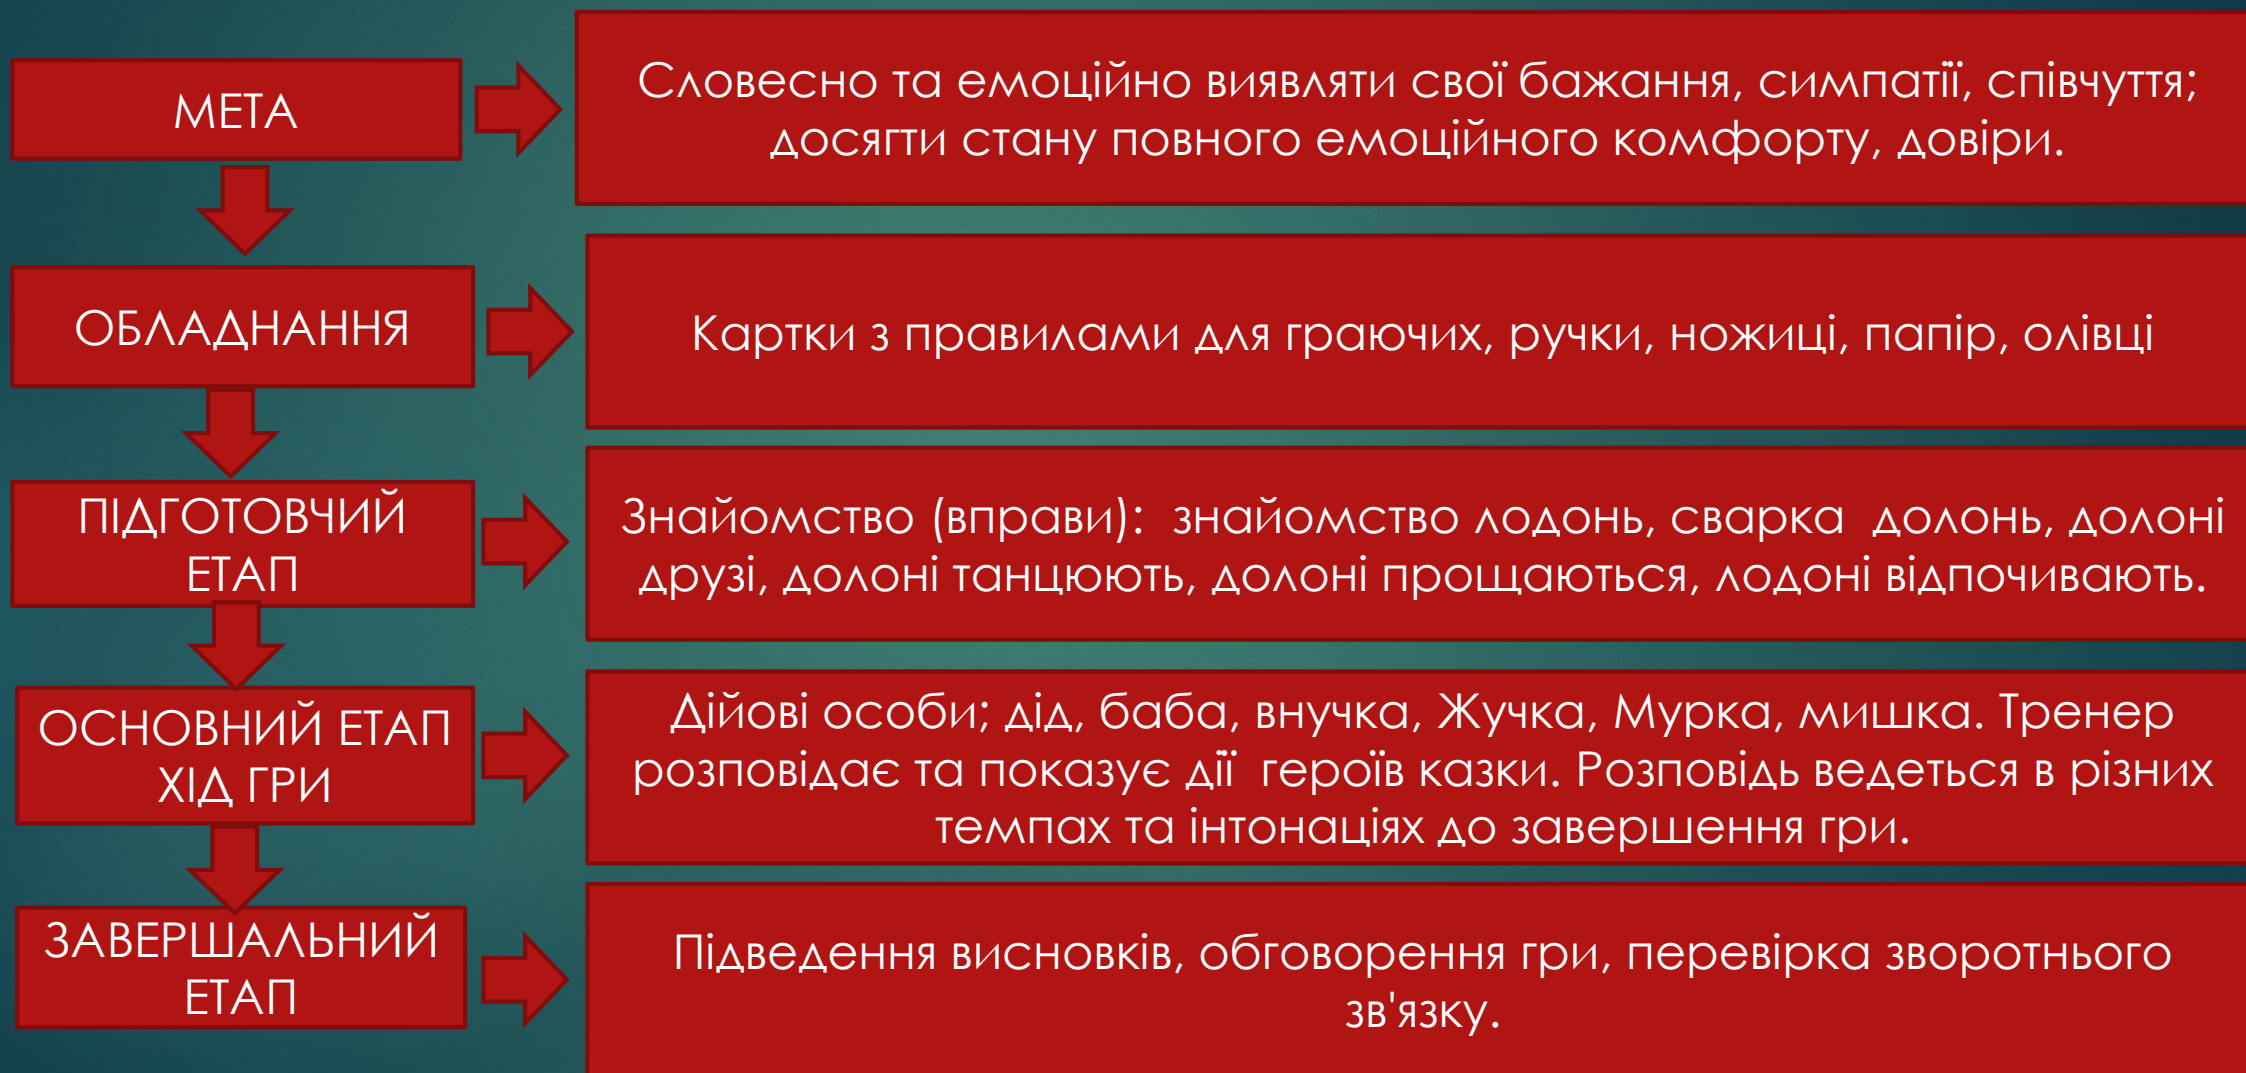 МЕТА
Словесно та емоційно виявляти свої бажання, симпатії, співчуття;
досягти стану повного емоційного комфорту, довіри.
ОБЛАДНАННЯ
Картки з правилами для граючих, ручки, ножиці, папір, олівці
ПІДГОТОВЧИЙ
ЕТАП
Знайомство (вправи):  знайомство лодонь, сварка  долонь, долоні
друзі, долоні танцюють, долоні прощаються, лодоні відпочивають.
ОСНОВНИЙ ЕТАП
ХІД ГРИ
Дійові особи; дід, баба, внучка, Жучка, Мурка, мишка. Тренер
розповідає та показує дії  героїв казки. Розповідь ведеться в різних
темпах та інтонаціях до завершення гри.
ЗАВЕРШАЛЬНИЙ
ЕТАП
Підведення висновків, обговорення гри, перевірка зворотнього
зв'язку.